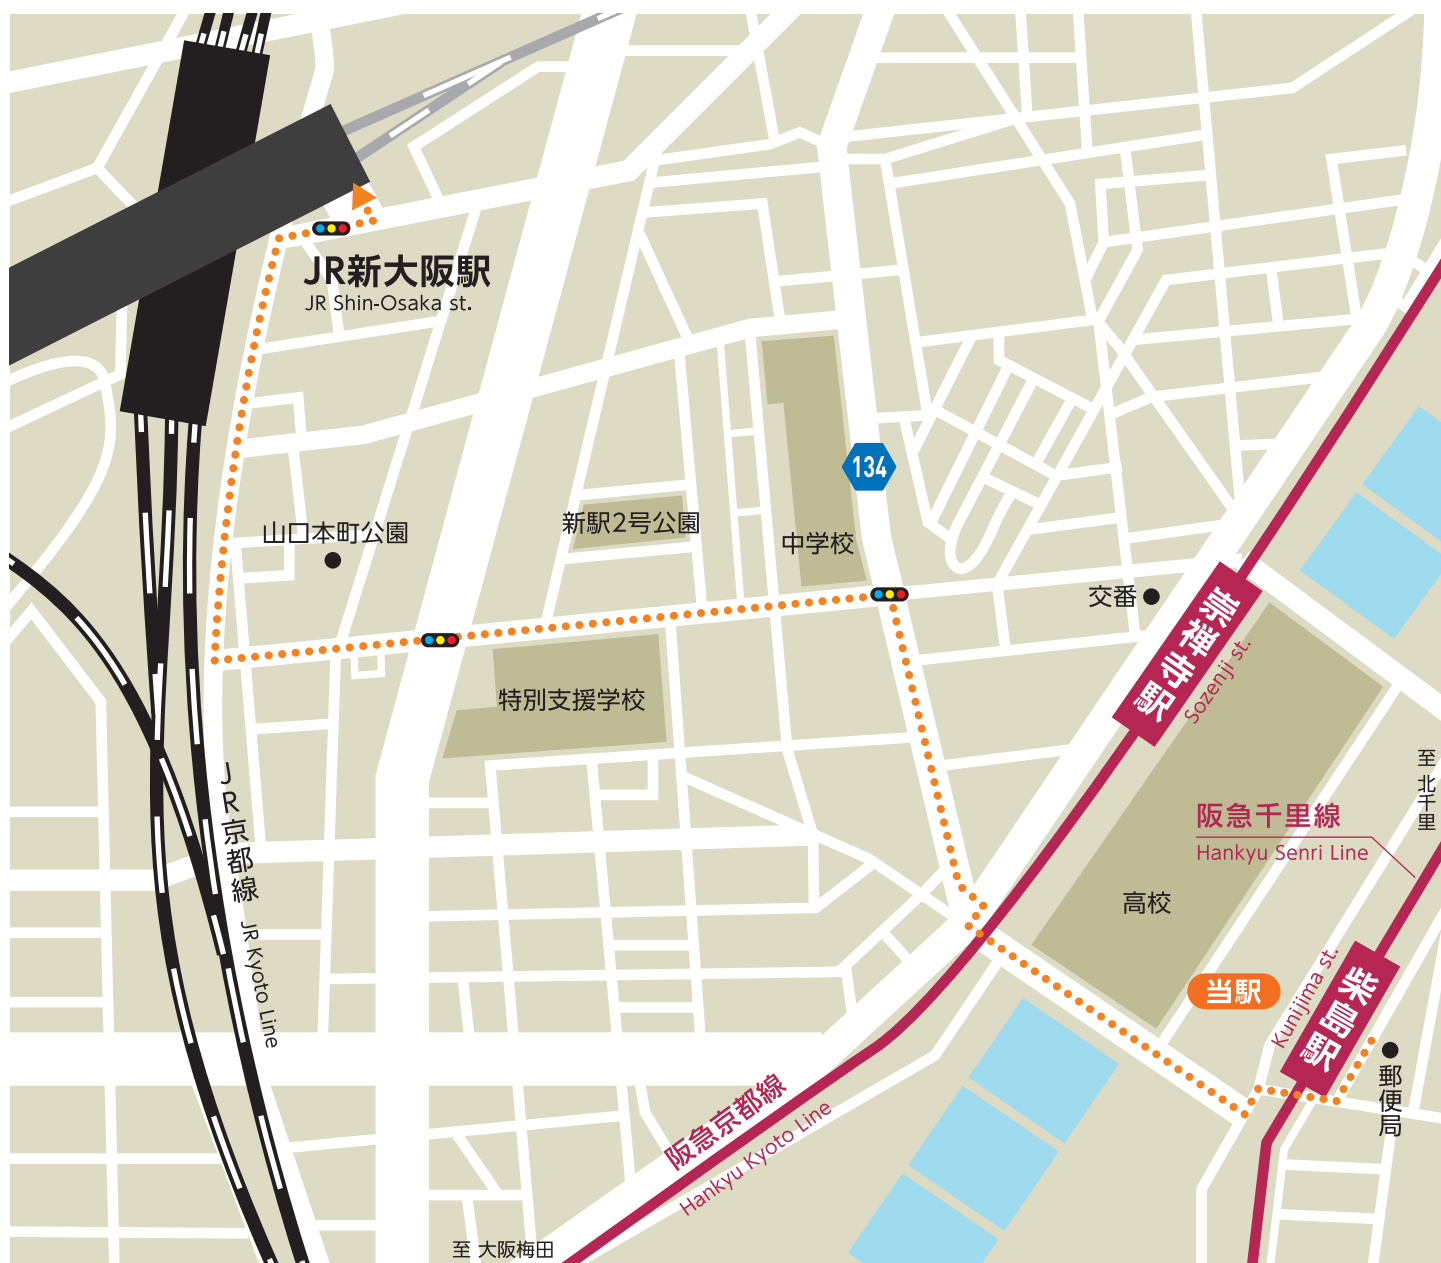 JR新大阪駅
JR Shin-Osaka st.
134
山口本町公園
新駅2号公園
中学校
交番
崇禅寺駅
Sozenji st.
特別支援学校
至 北千里
阪急千里線
Hankyu Senri Line
JR京都線 JR Kyoto Line
高校
当駅
柴島駅
Kunijima st.
郵便局
阪急京都線
Hankyu Kyoto Line
至 大阪梅田